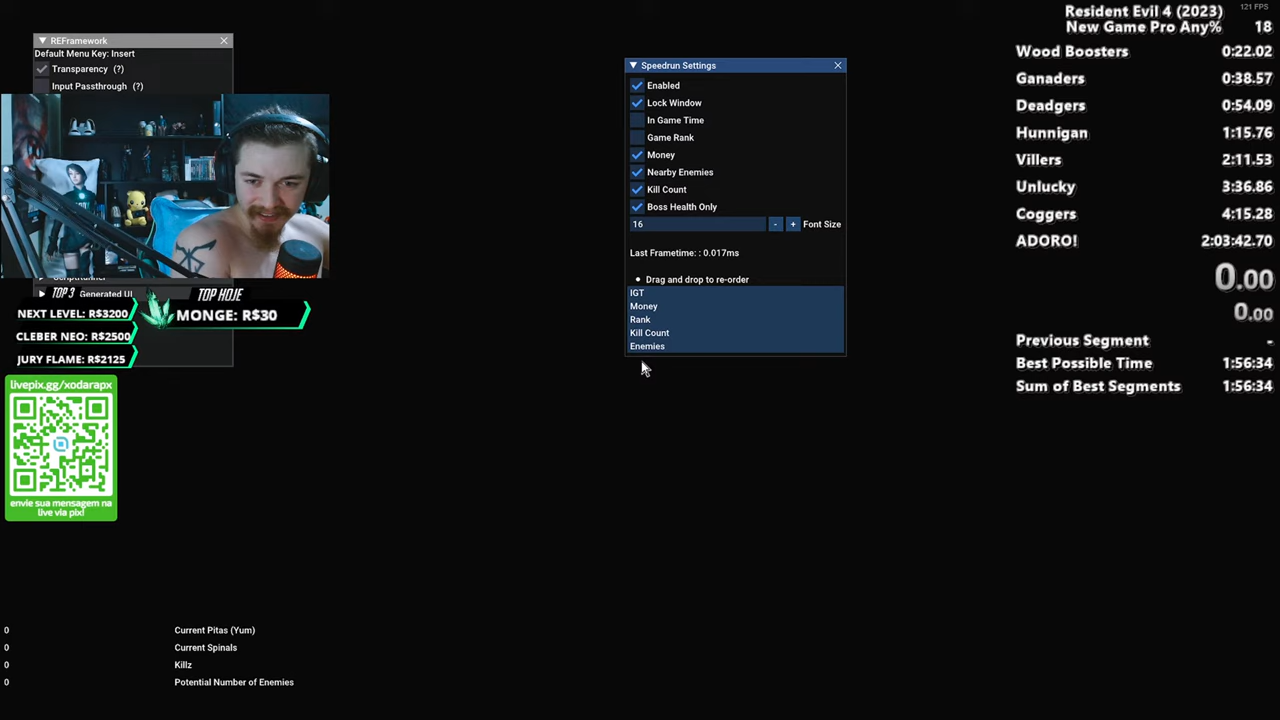 121 FPS
REFramework
Default Menu Key: Insert
Transparency (?)
Input Passthrough (?)
Generated UI
TOP 3
NEXT LEVEL: R$3200
CLEBER NEO: R$2500
JURY FLAME: R$2125
TOP HOJE
MONGE: R$30
livepix.gg/xodarapx
envie sua mensagem na
live via pix!
Speedrun Settings
Enabled
Lock Window
In Game Time
Game Rank
Money
Nearby Enemies
Kill Count
Boss Health Only
16 - + Font Size
Last Frametime: : 0.017ms
Drag and drop to re-order
IGT
Money
Rank
Kill Count
Enemies
Resident Evil 4 (2023)
New Game Pro Any% 18
Wood Boosters 0:22.02
Ganaders 0:38.57
Deadgers 0:54.09
Hunnigan 1:15.76
Villers 2:11.53
Unlucky 3:36.86
Coggers 4:15.28
ADORO! 2:03:42.70
0.00
0.00
Previous Segment -
Best Possible Time 1:56:34
Sum of Best Segments 1:56:34
0 Current Pitas (Yum)
0 Current Spinals
0 Killz
0 Potential Number of Enemies